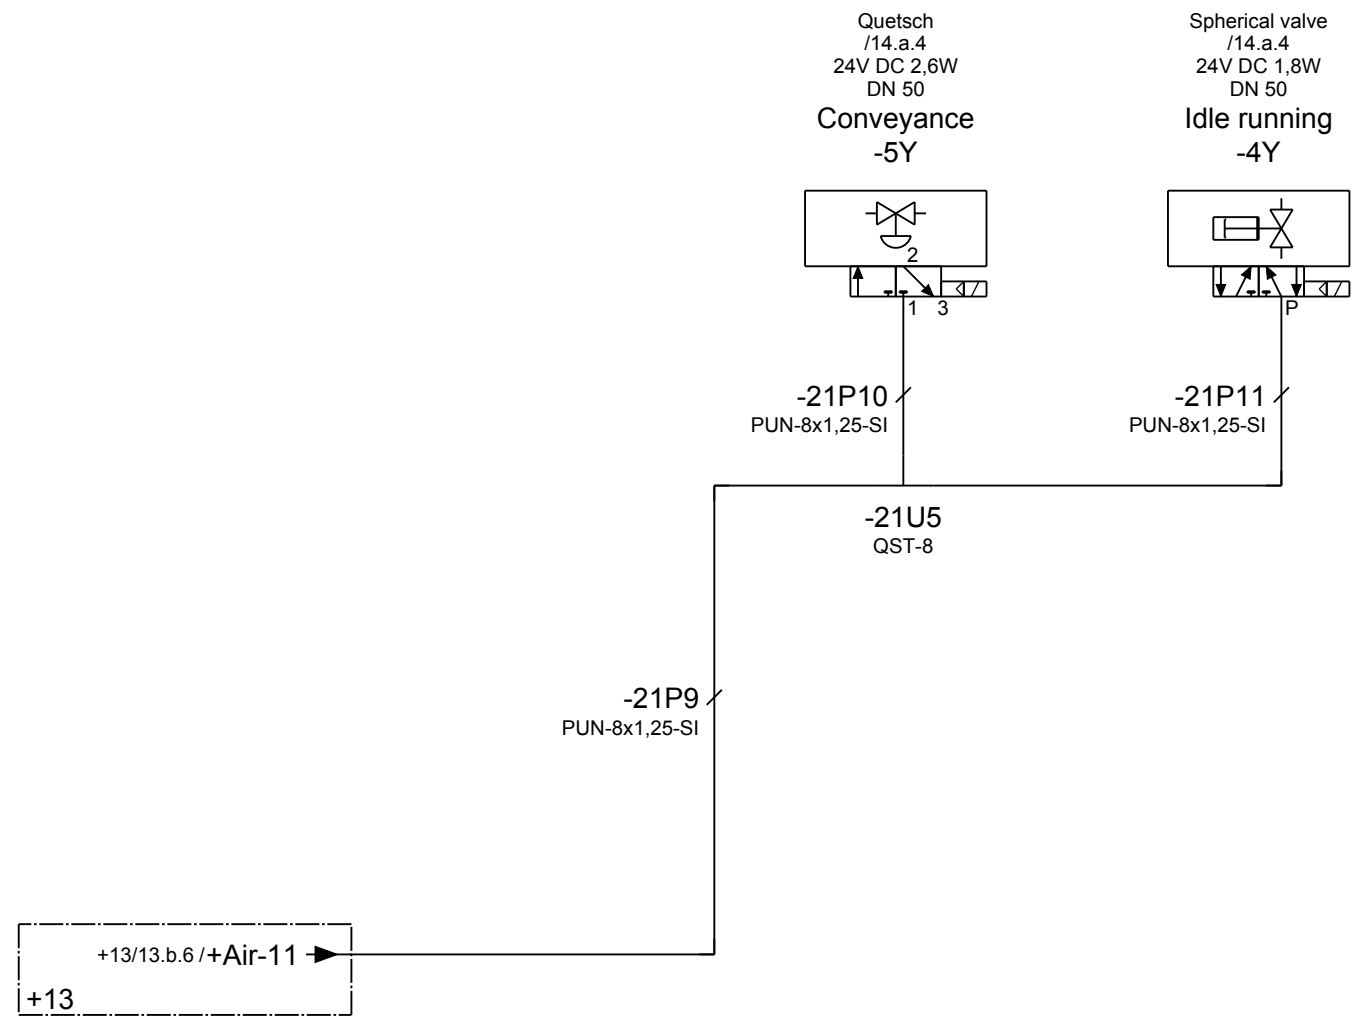 Quetsch
/14.a.4
24V DC 2,6W
DN 50
Conveyance
-5Y
Spherical valve
/14.a.4
24V DC 1,8W
DN 50
Idle running
-4Y
2
1
3
P
-21P10
PUN-8x1,25-SI
-21P11
PUN-8x1,25-SI
-21U5
QST-8
-21P9
PUN-8x1,25-SI
+13/13.b.6 /+Air-11
+13